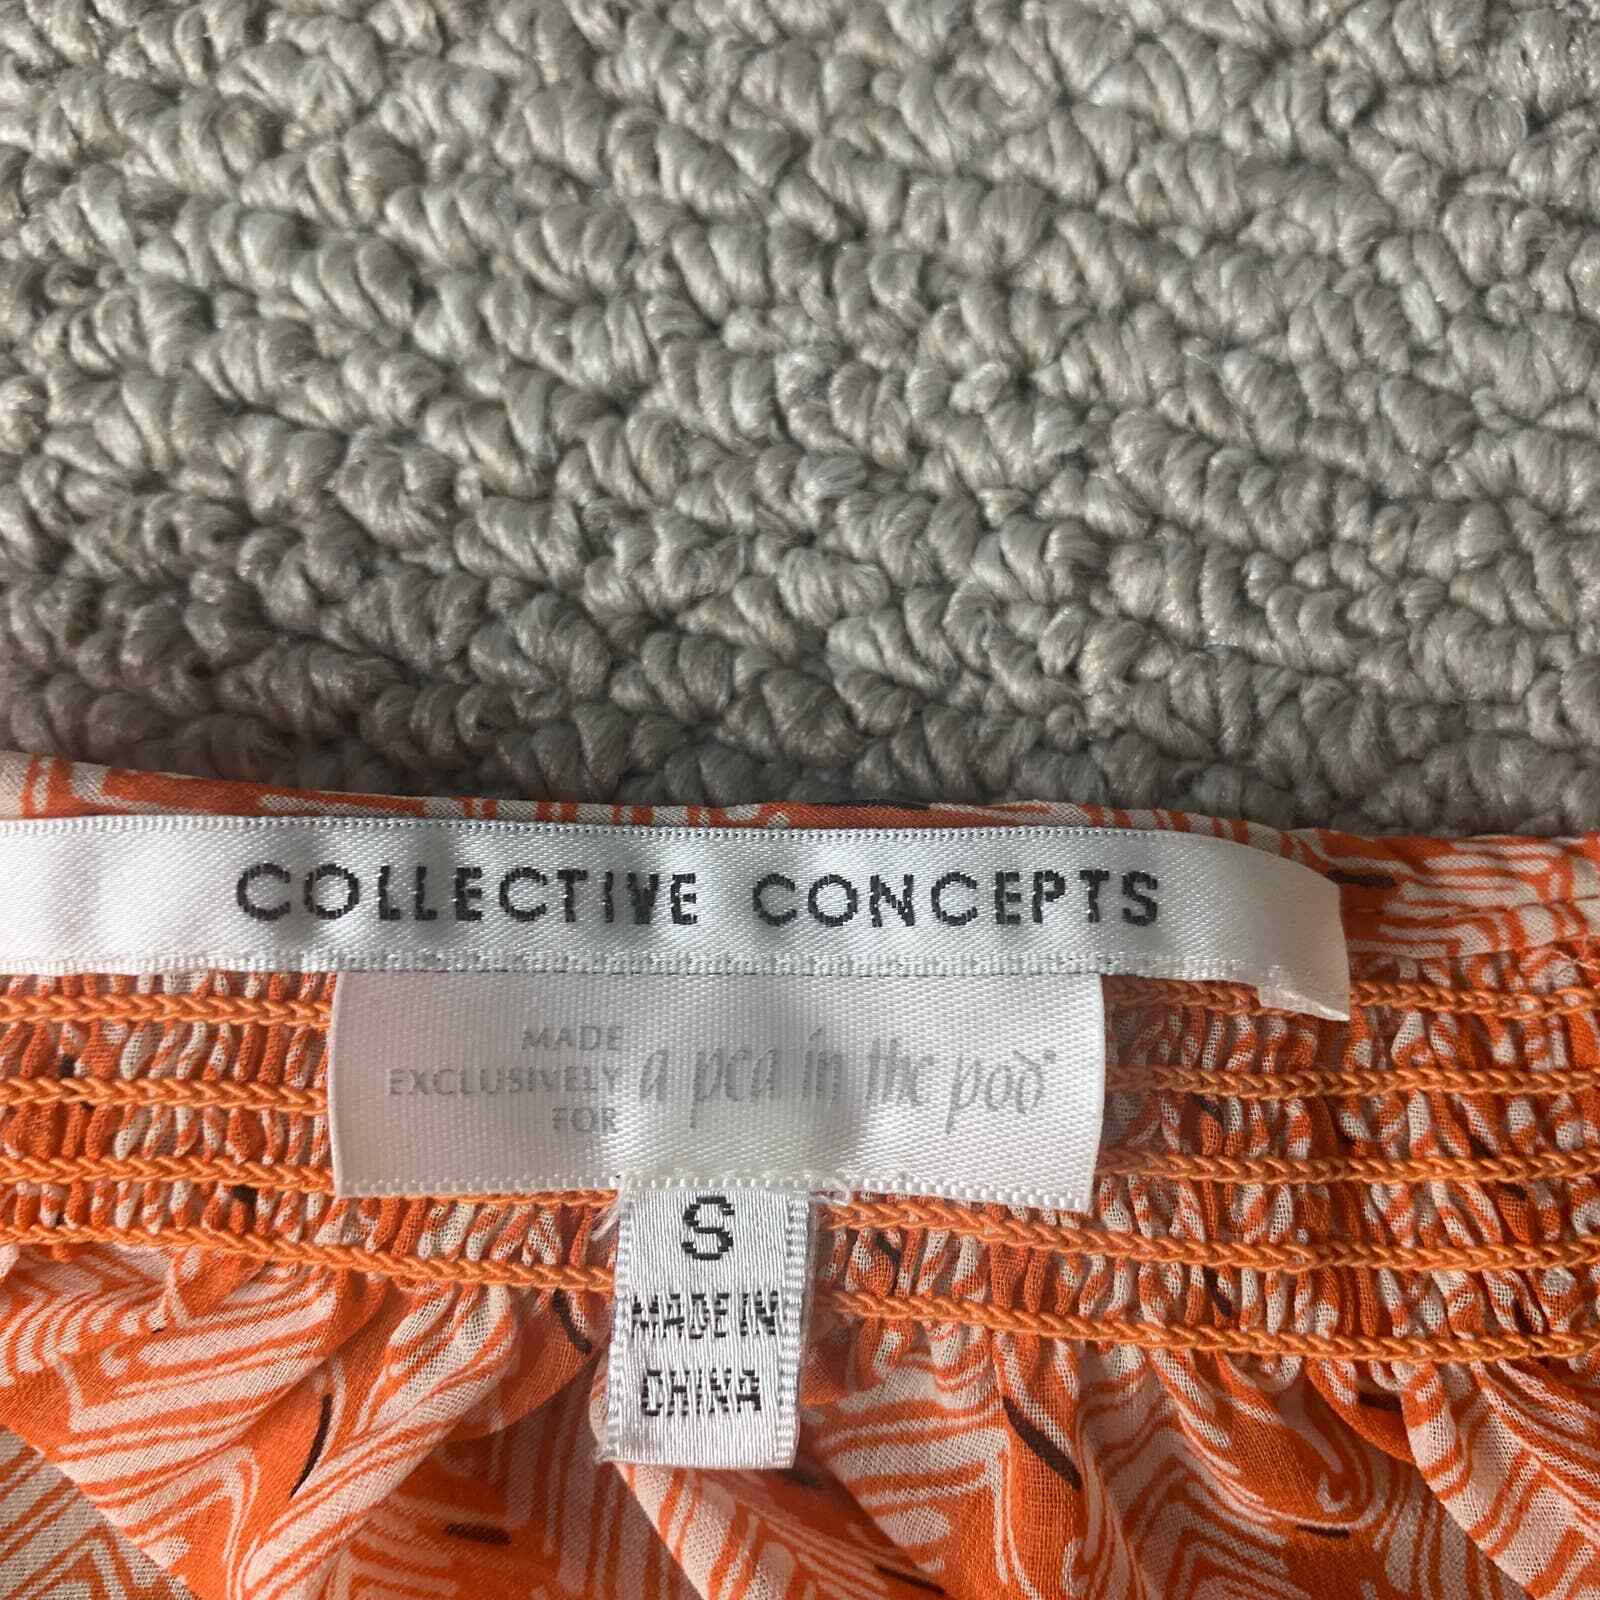 COLLECTIVE CONCEPTS
MADE
EXCLUSIVELY
FOR
a pea in the pod
S
MADE IN
CHINA